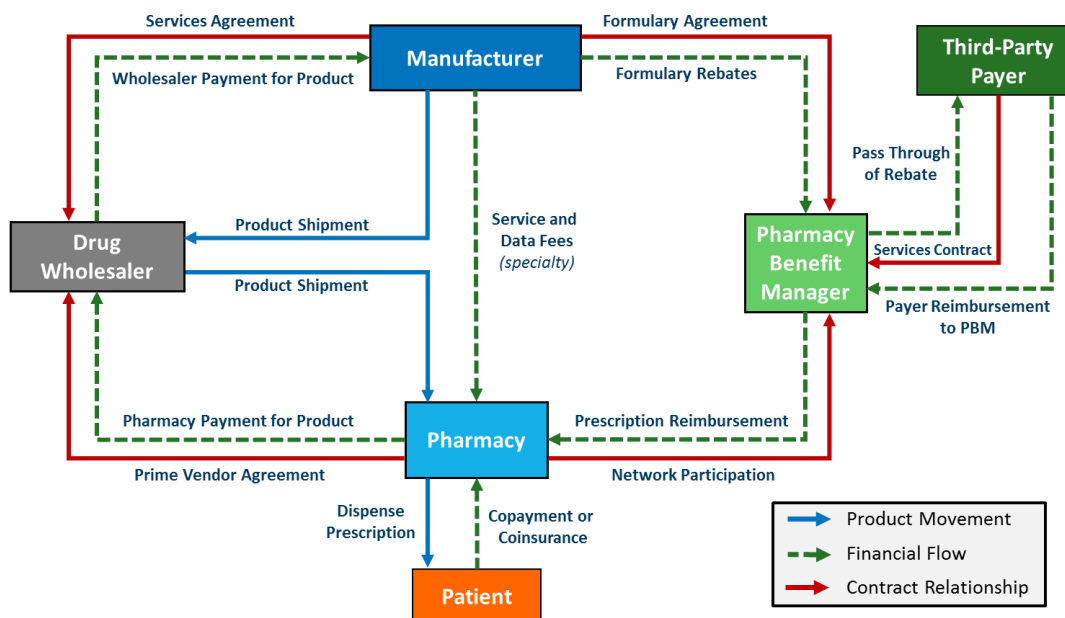 Services Agreement
Formulary Agreement
Manufacturer
Third-Party
Payer
Wholesaler Payment for Product
Formulary Rebates
Pass Through
of Rebate
Product Shipment
Service and
Data Fees
(specialty)
Drug
Wholesaler
Pharmacy
Benefit
Manager
Services Contract
Product Shipment
Payer Reimbursement
to PBM
Pharmacy Payment for Product
Pharmacy
Prescription Reimbursement
Prime Vendor Agreement
Network Participation
Dispense
Prescription
Copayment or
Coinsurance
Patient
Product Movement
Financial Flow
Contract Relationship